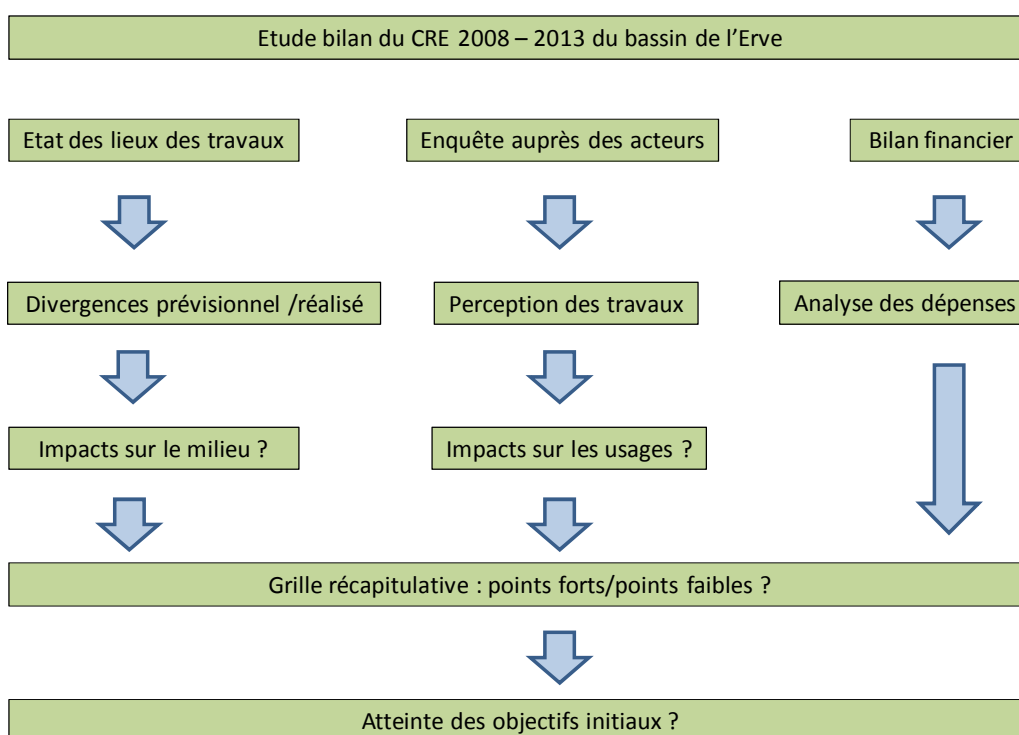 Etude bilan du CRE 2008 – 2013 du bassin de l'Erve
Etat des lieux des travaux
Enquête auprès des acteurs
Bilan financier
Divergences prévisionnel /réalisé
Perception des travaux
Analyse des dépenses
Impacts sur le milieu ?
Impacts sur les usages ?
Grille récapitulative : points forts/points faibles ?
Atteinte des objectifs initiaux ?